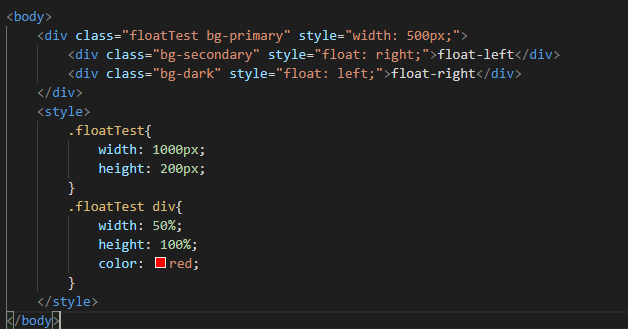 <body>
<div class="floatTest bg-primary" style="width: 500px;">
<div class="bg-secondary" style="float: right;">float-left</div>
<div class="bg-dark" style="float: left;">float-right</div>
</div>
<style>
.floatTest{
width: 1000px;
height: 200px;
}
.floatTest div{
width: 50%;
height: 100%;
color: red;
}
</style>
</body>